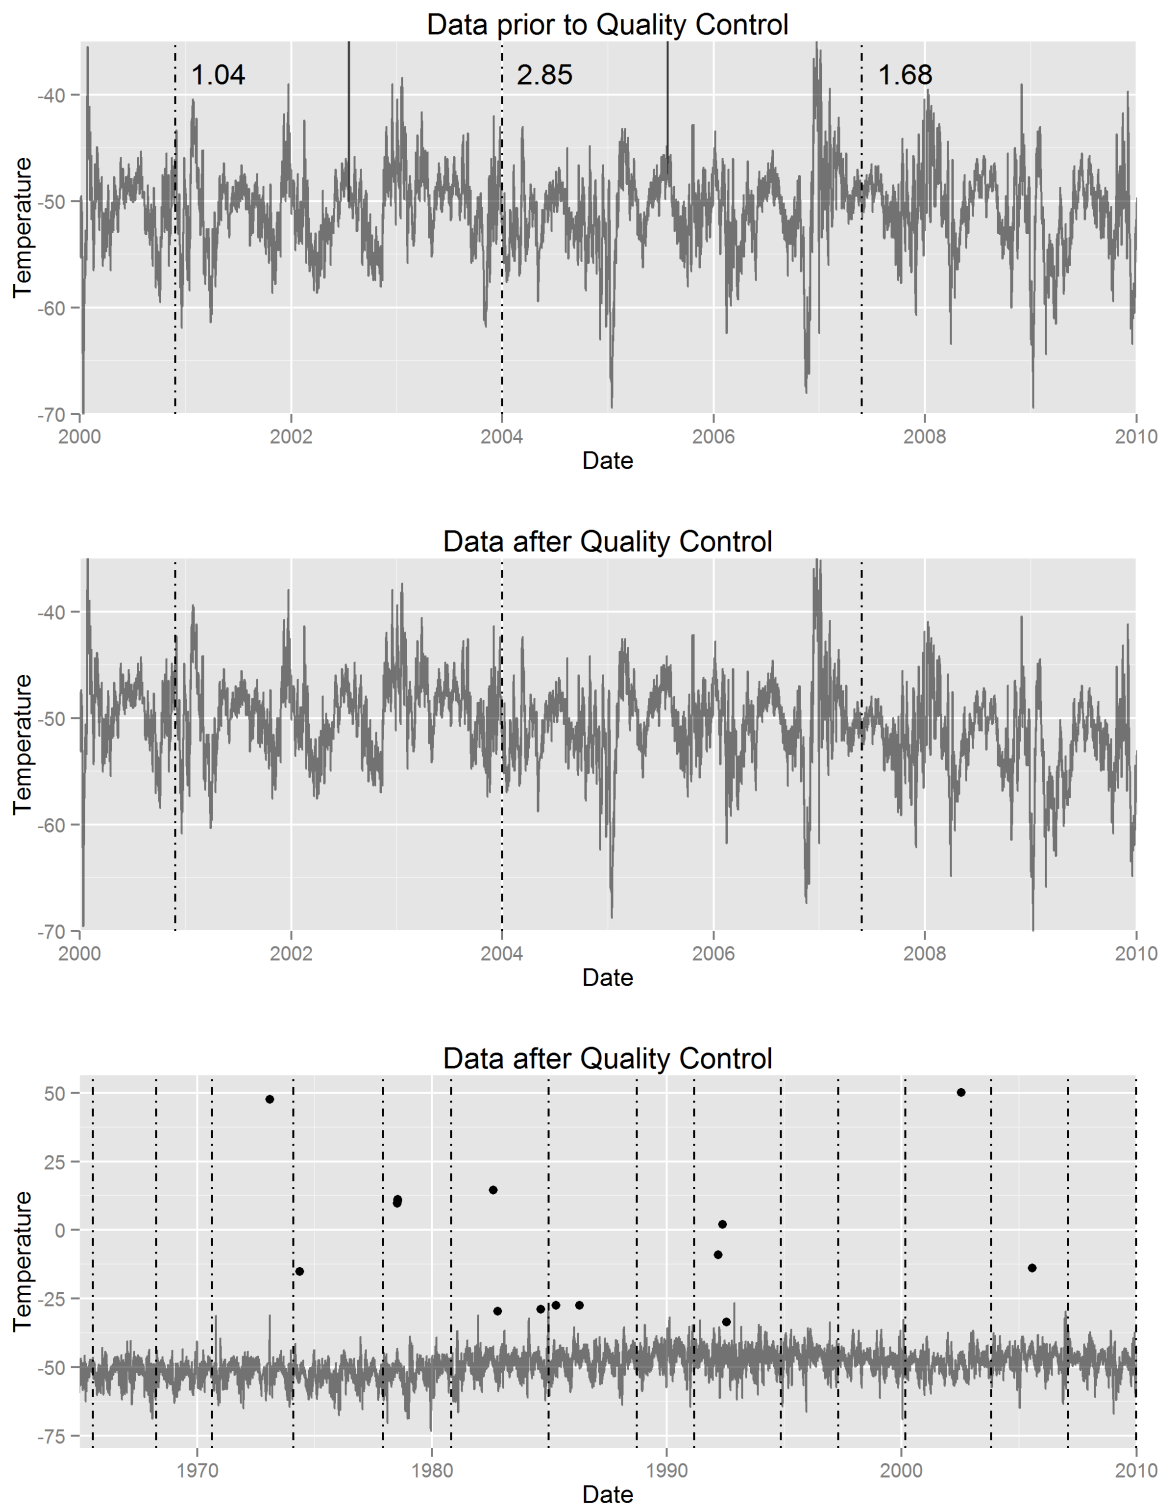 Data prior to Quality Control
1.04 2.85 1.68
-40
-50
-60
-70
Temperature
2000 2002 2004 2006 2008 2010
Date
Data after Quality Control
-40
-50
-60
-70
Temperature
2000 2002 2004 2006 2008 2010
Date
Data after Quality Control
50
25
0
-25
-50
-75
Temperature
1970 1980 1990 2000 2010
Date